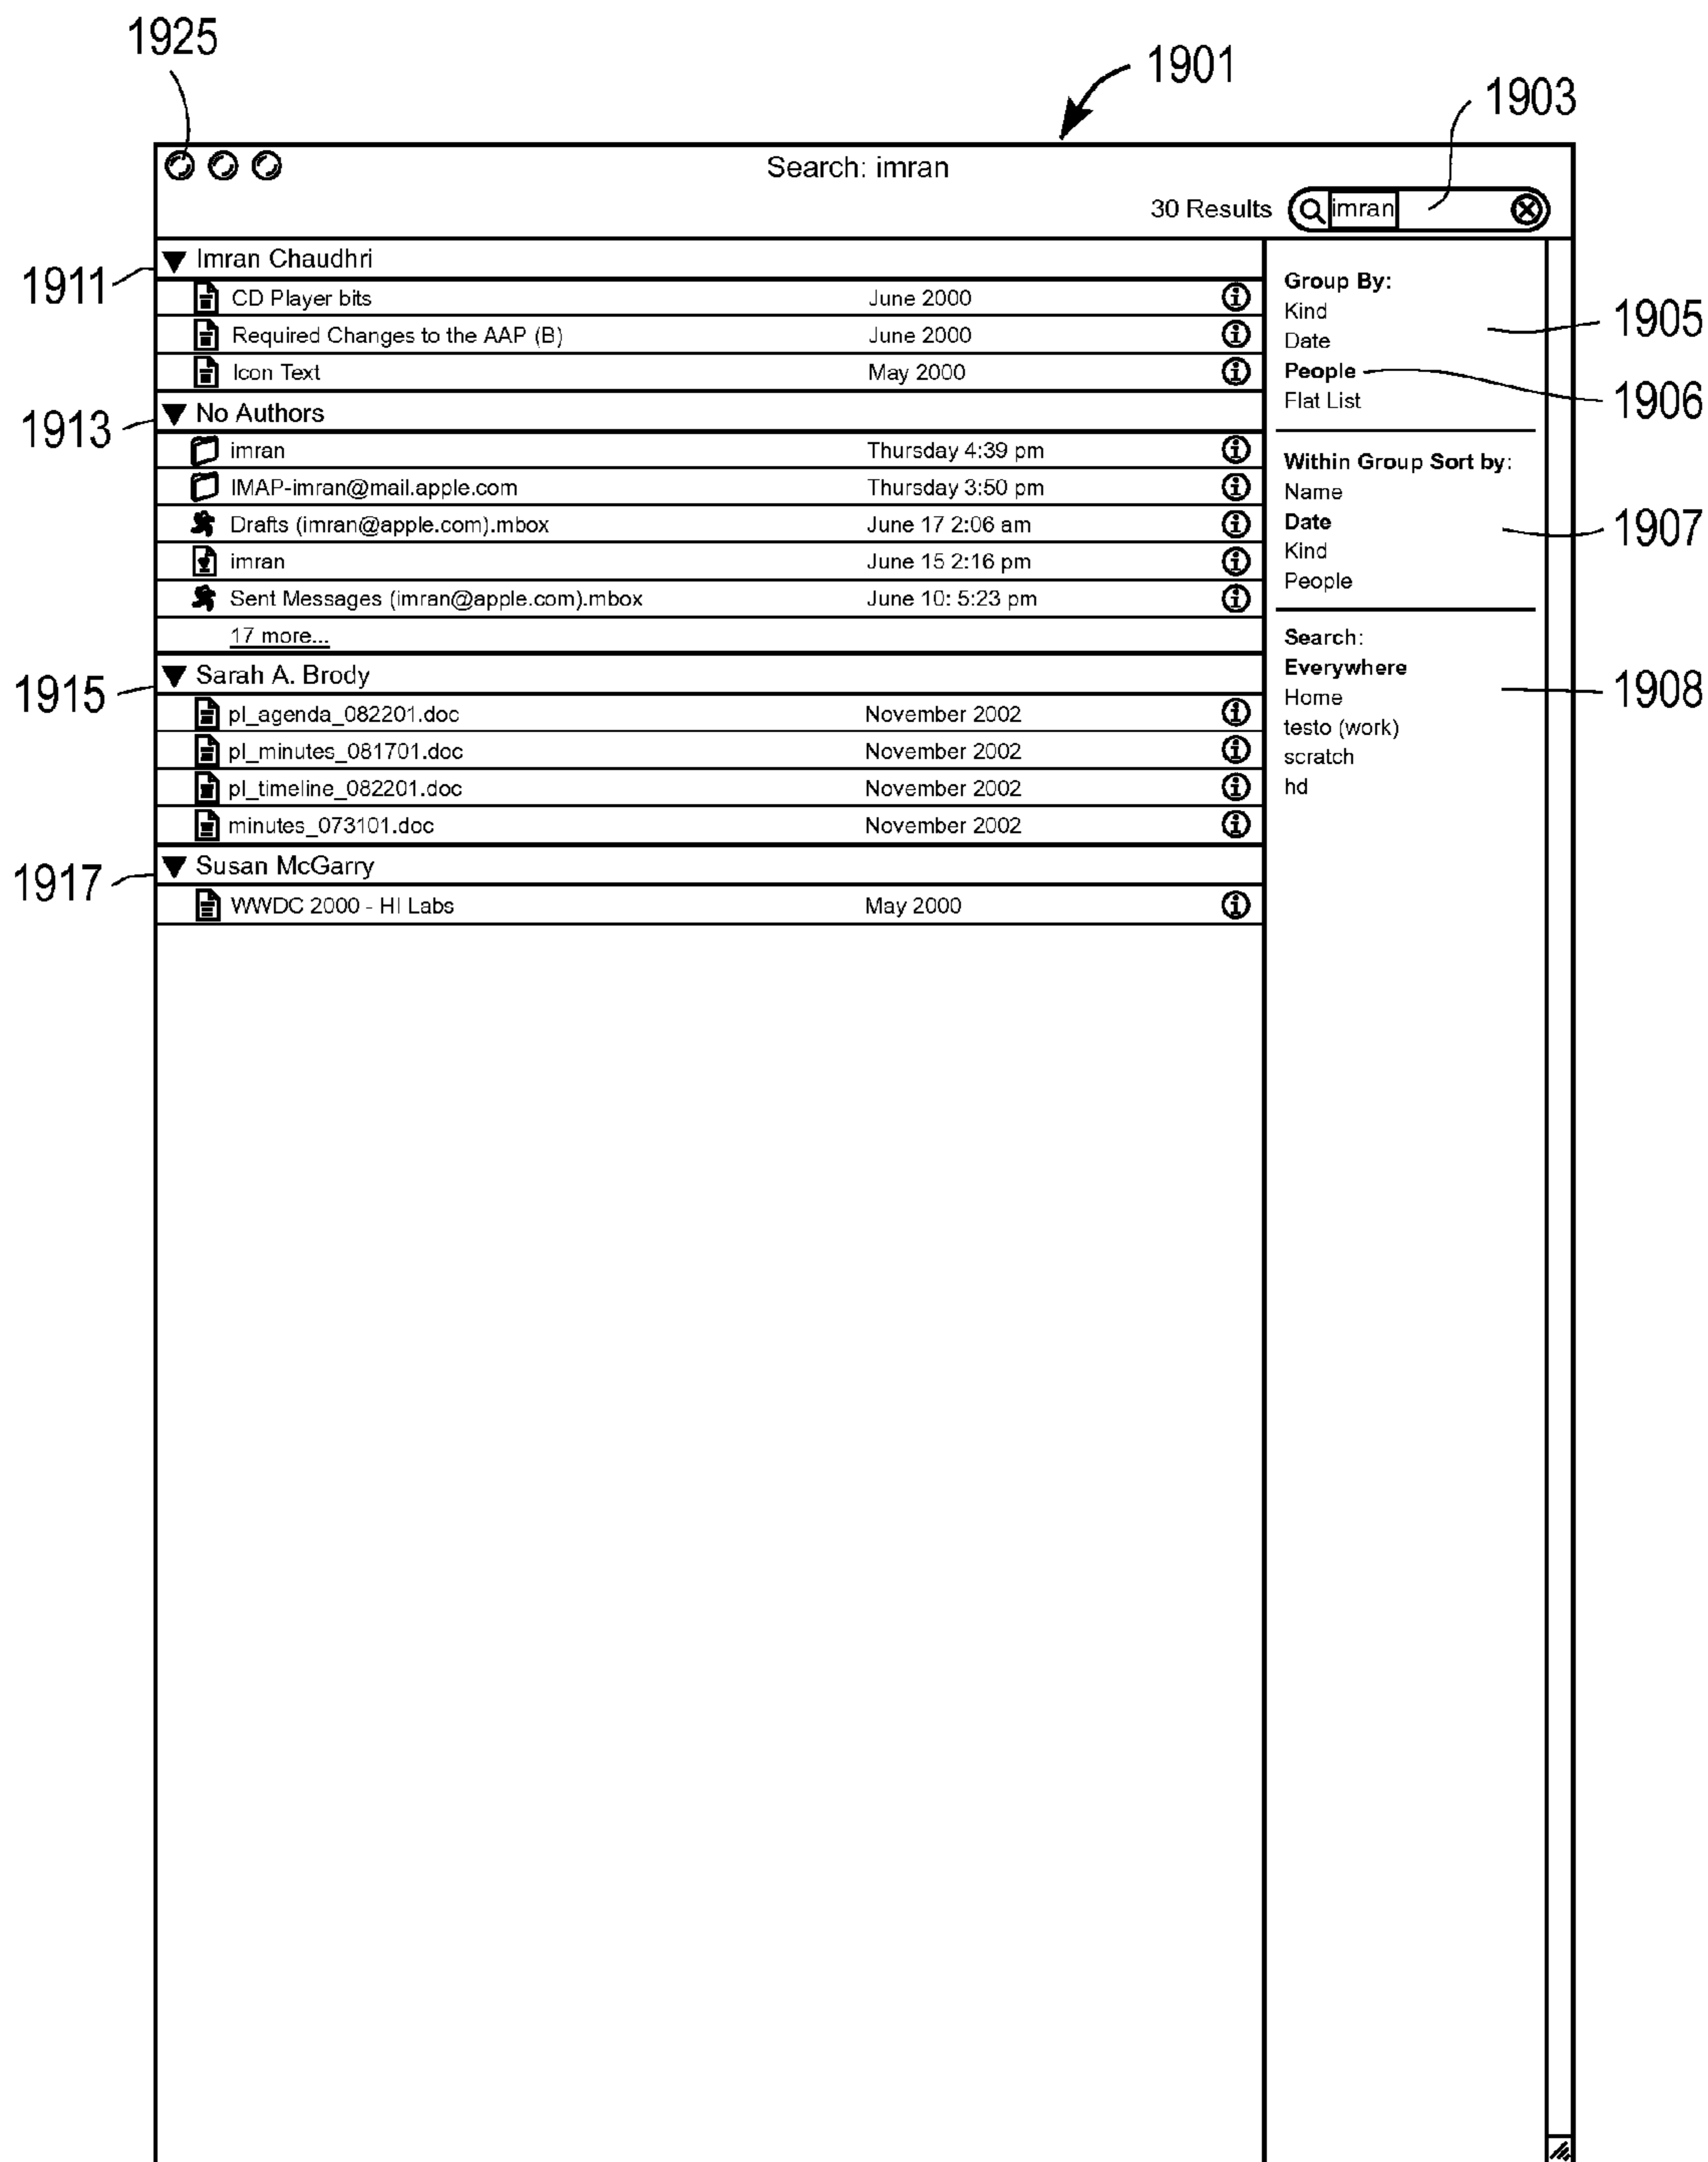 1925
1901
1903
Search: imran
30 Results imran
1911
Imran Chaudhri
CD Player bits June 2000
Required Changes to the AAP (B) June 2000
Icon Text May 2000
1913
No Authors
imran Thursday 4:39 pm
IMAP-imran@mail.apple.com Thursday 3:50 pm
Drafts (imran@apple.com).mbox June 17 2:06 am
imran June 15 2:16 pm
Sent Messages (imran@apple.com).mbox June 10: 5:23 pm
17 more...
1915
Sarah A. Brody
pl_agenda_082201.doc November 2002
pl_minutes_081701.doc November 2002
pl_timeline_082201.doc November 2002
minutes_073101.doc November 2002
1917
Susan McGarry
WWDC 2000 - HI Labs May 2000
Group By:
Kind
Date
People
Flat List
1905
1906
Within Group Sort by:
Name
Date
Kind
People
1907
Search:
Everywhere
Home
testo (work)
scratch
hd
1908